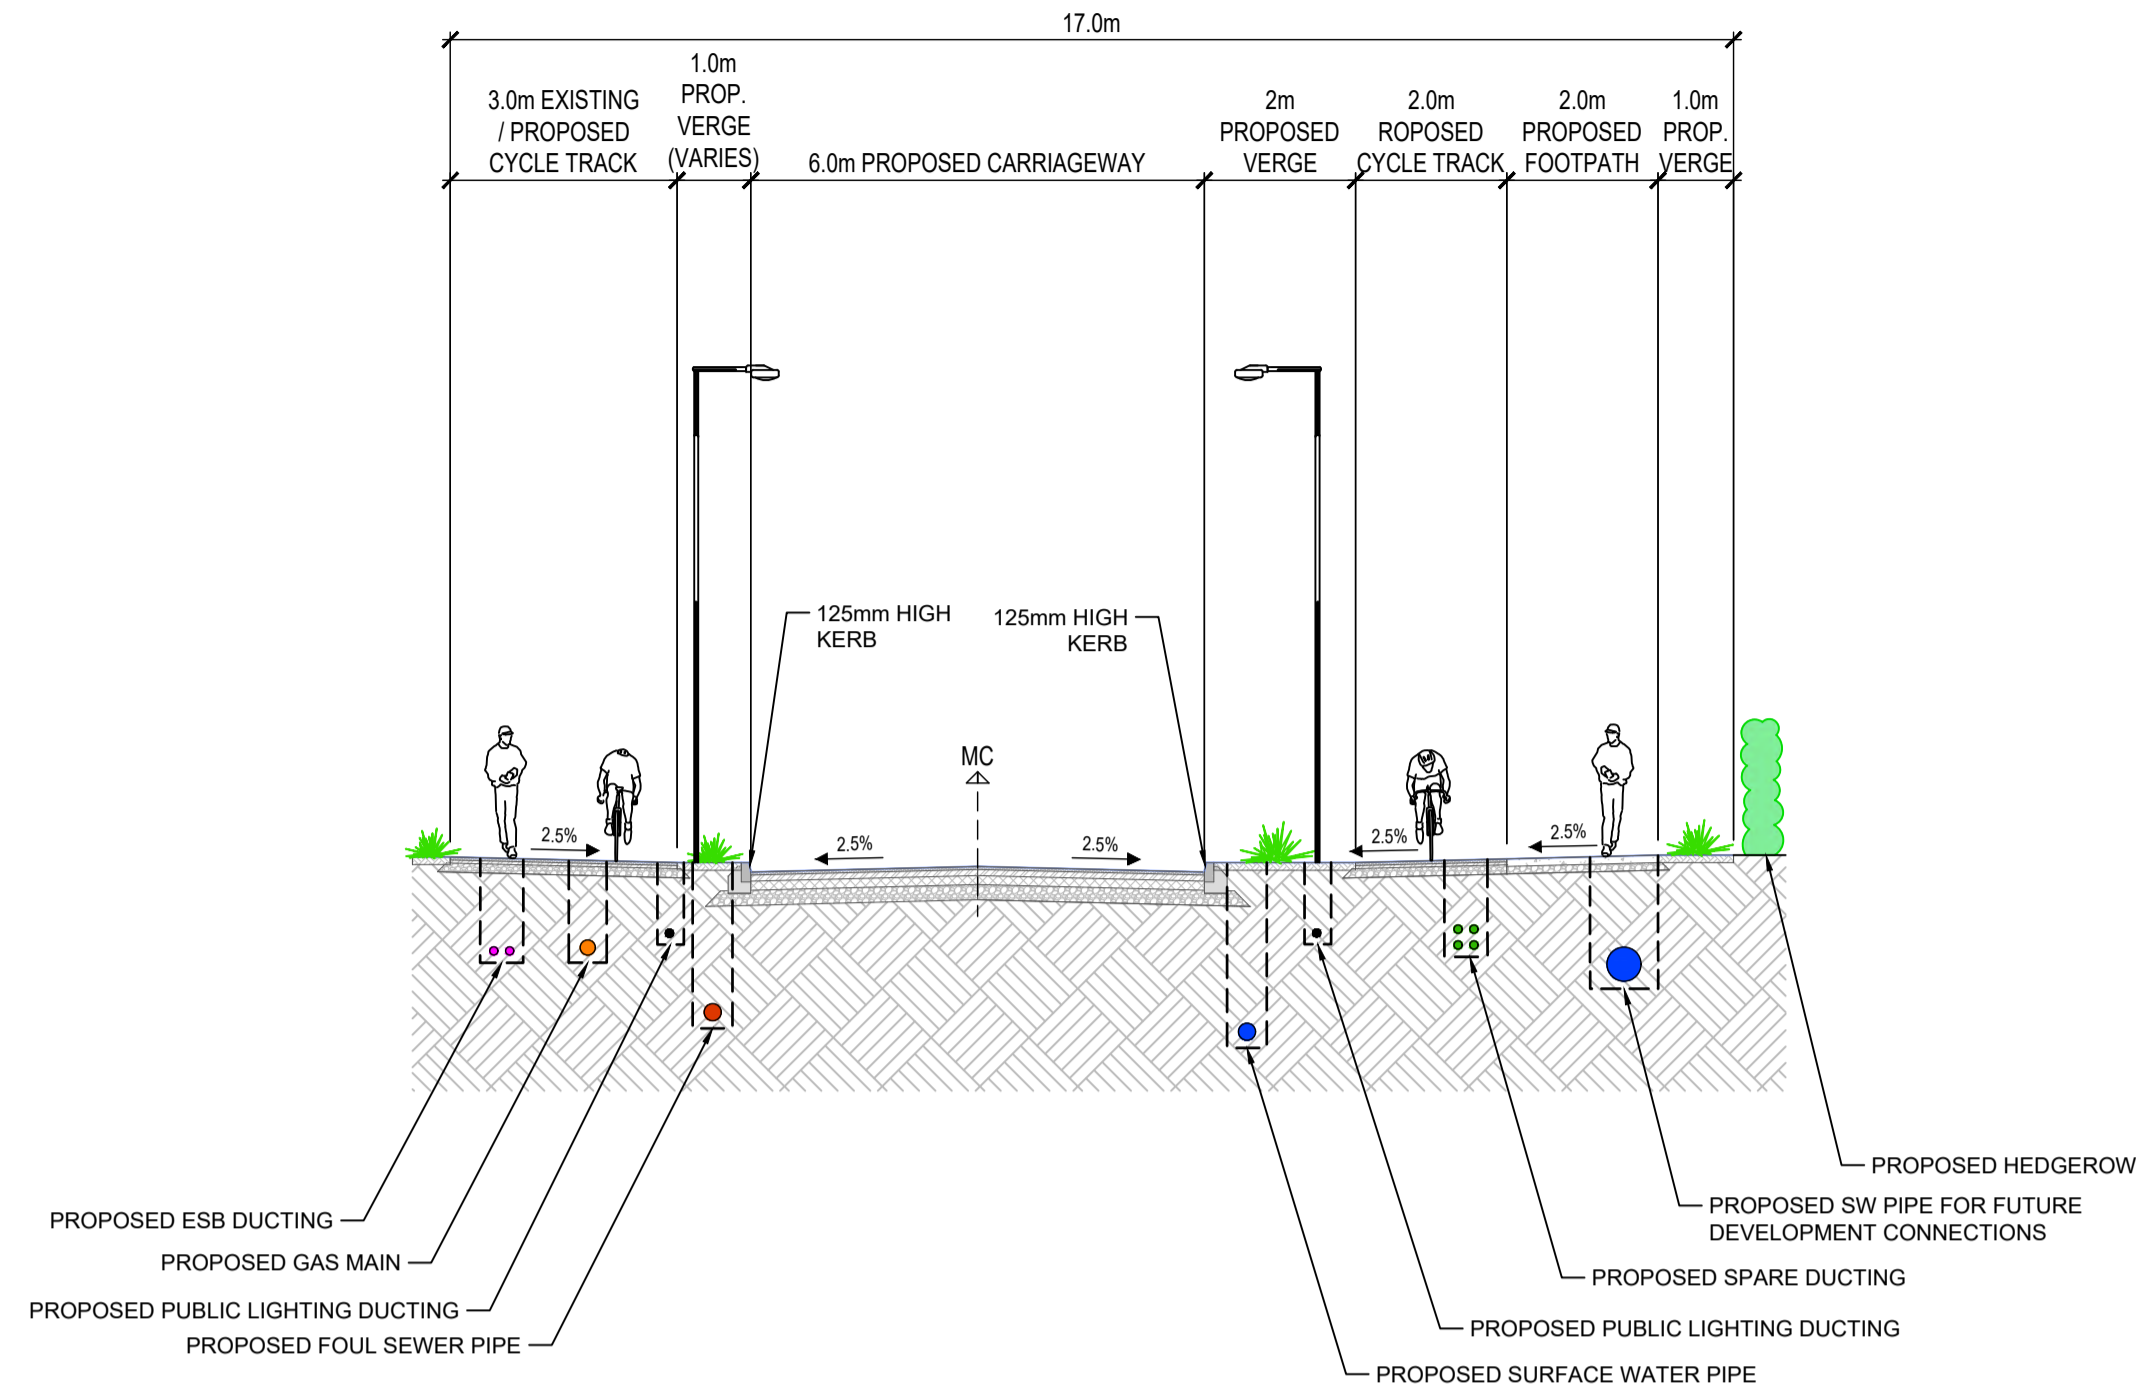 17.0m
3.0m EXISTING
/ PROPOSED
CYCLE TRACK
1.0m
PROP.
VERGE
(VARIES)
6.0m PROPOSED CARRIAGEWAY
2m
PROPOSED
VERGE
2.0m
ROPOSED
CYCLE TRACK
2.0m
PROPOSED
FOOTPATH
1.0m
PROP.
VERGE
125mm HIGH
KERB
125mm HIGH
KERB
MC
2.5%
2.5%
2.5%
2.5%
2.5%
PROPOSED ESB DUCTING
PROPOSED GAS MAIN
PROPOSED PUBLIC LIGHTING DUCTING
PROPOSED FOUL SEWER PIPE
PROPOSED HEDGEROW
PROPOSED SW PIPE FOR FUTURE
DEVELOPMENT CONNECTIONS
PROPOSED SPARE DUCTING
PROPOSED PUBLIC LIGHTING DUCTING
PROPOSED SURFACE WATER PIPE